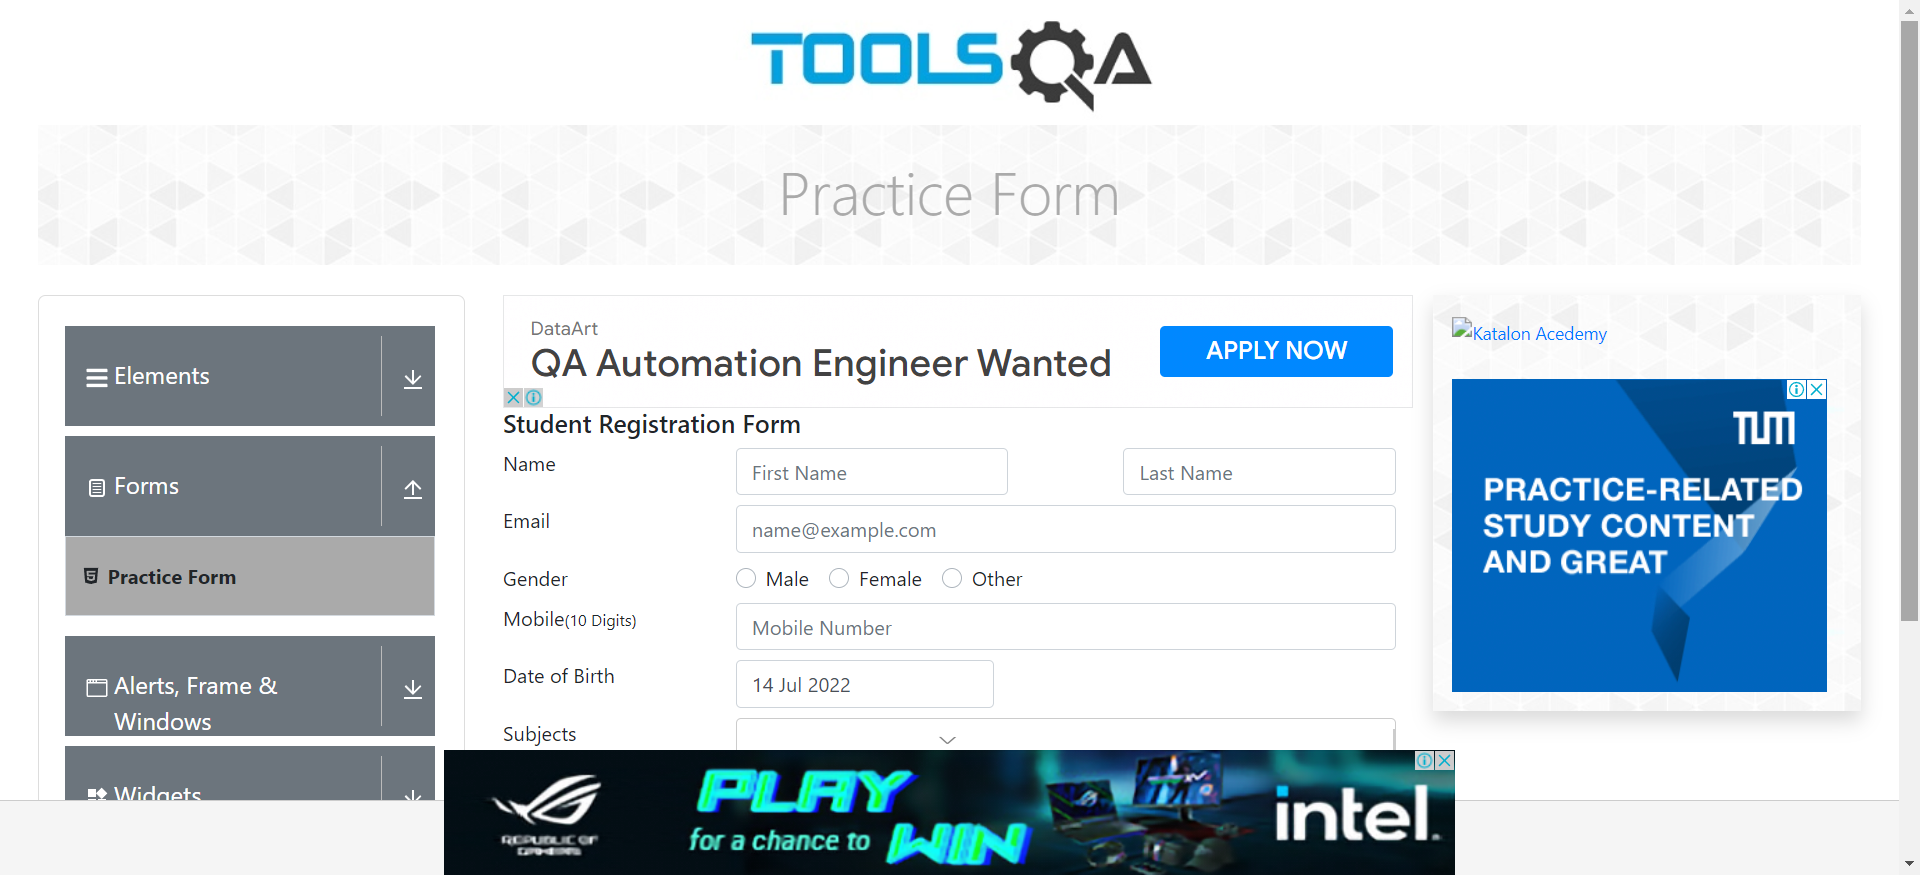 TOOLSQA
Practice Form
Elements
Forms
Practice Form
Alerts, Frame &
Windows
Widgets
DataArt
QA Automation Engineer Wanted
APPLY NOW
Student Registration Form
Name
First Name
Last Name
Email
name@example.com
Gender
Male
Female
Other
Mobile(10 Digits)
Mobile Number
Date of Birth
14 Jul 2022
Subjects
Katalon Acedemy
TUM
PRACTICE-RELATED
STUDY CONTENT
AND GREAT
REPUBLIC OF
GAMERS
PLAY
for a chance to
WIN
intel.